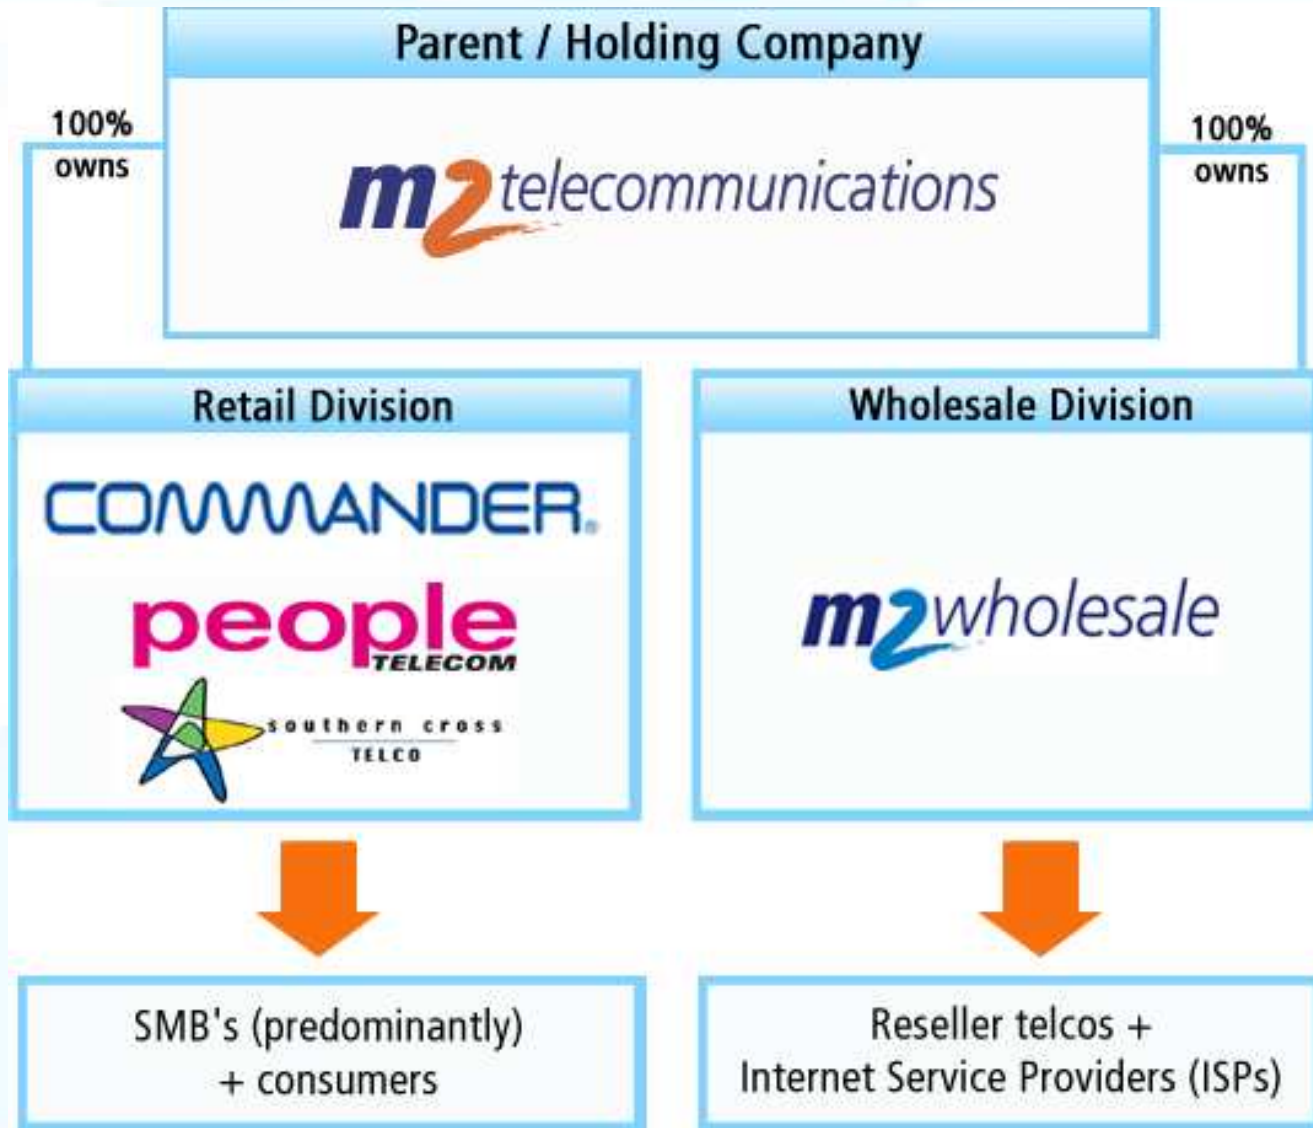 Parent / Holding Company
100%
owns
100%
owns
m2 telecommunications
Retail Division
COMMANDER®
people
TELECOM
southern cross
TELCO
Wholesale Division
m2 wholesale
SMB's (predominantly)
+ consumers
Reseller telcos +
Internet Service Providers (ISPs)